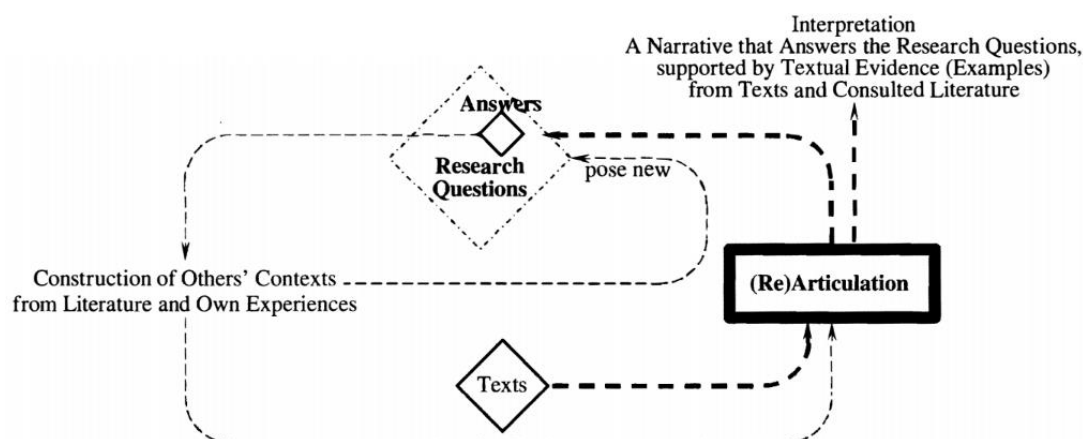 Interpretation
A Narrative that Answers the Research Questions,
supported by Textual Evidence (Examples)
from Texts and Consulted Literature
Answers
Research
Questions
pose new
Construction of Others' Contexts
from Literature and Own Experiences
(Re)Articulation
Texts